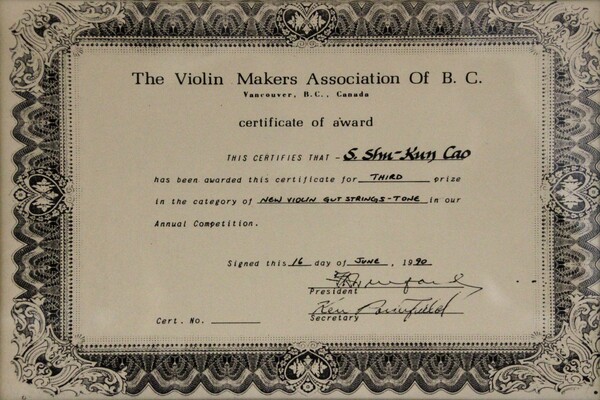 The Violin Makers Association Of B. C.
Vancouver, B.C., Canada
certificate of award
THIS CERTIFIES THAT - S. Shu-Kun Cao
has been awarded this certificate for THIRD prize
in the category of NEW VIOLIN GUT STRINGS - TONE in our
Annual Competition.
Signed this 16 day of JUNE, 1990
President
Ken
Secretary
Cert. No.